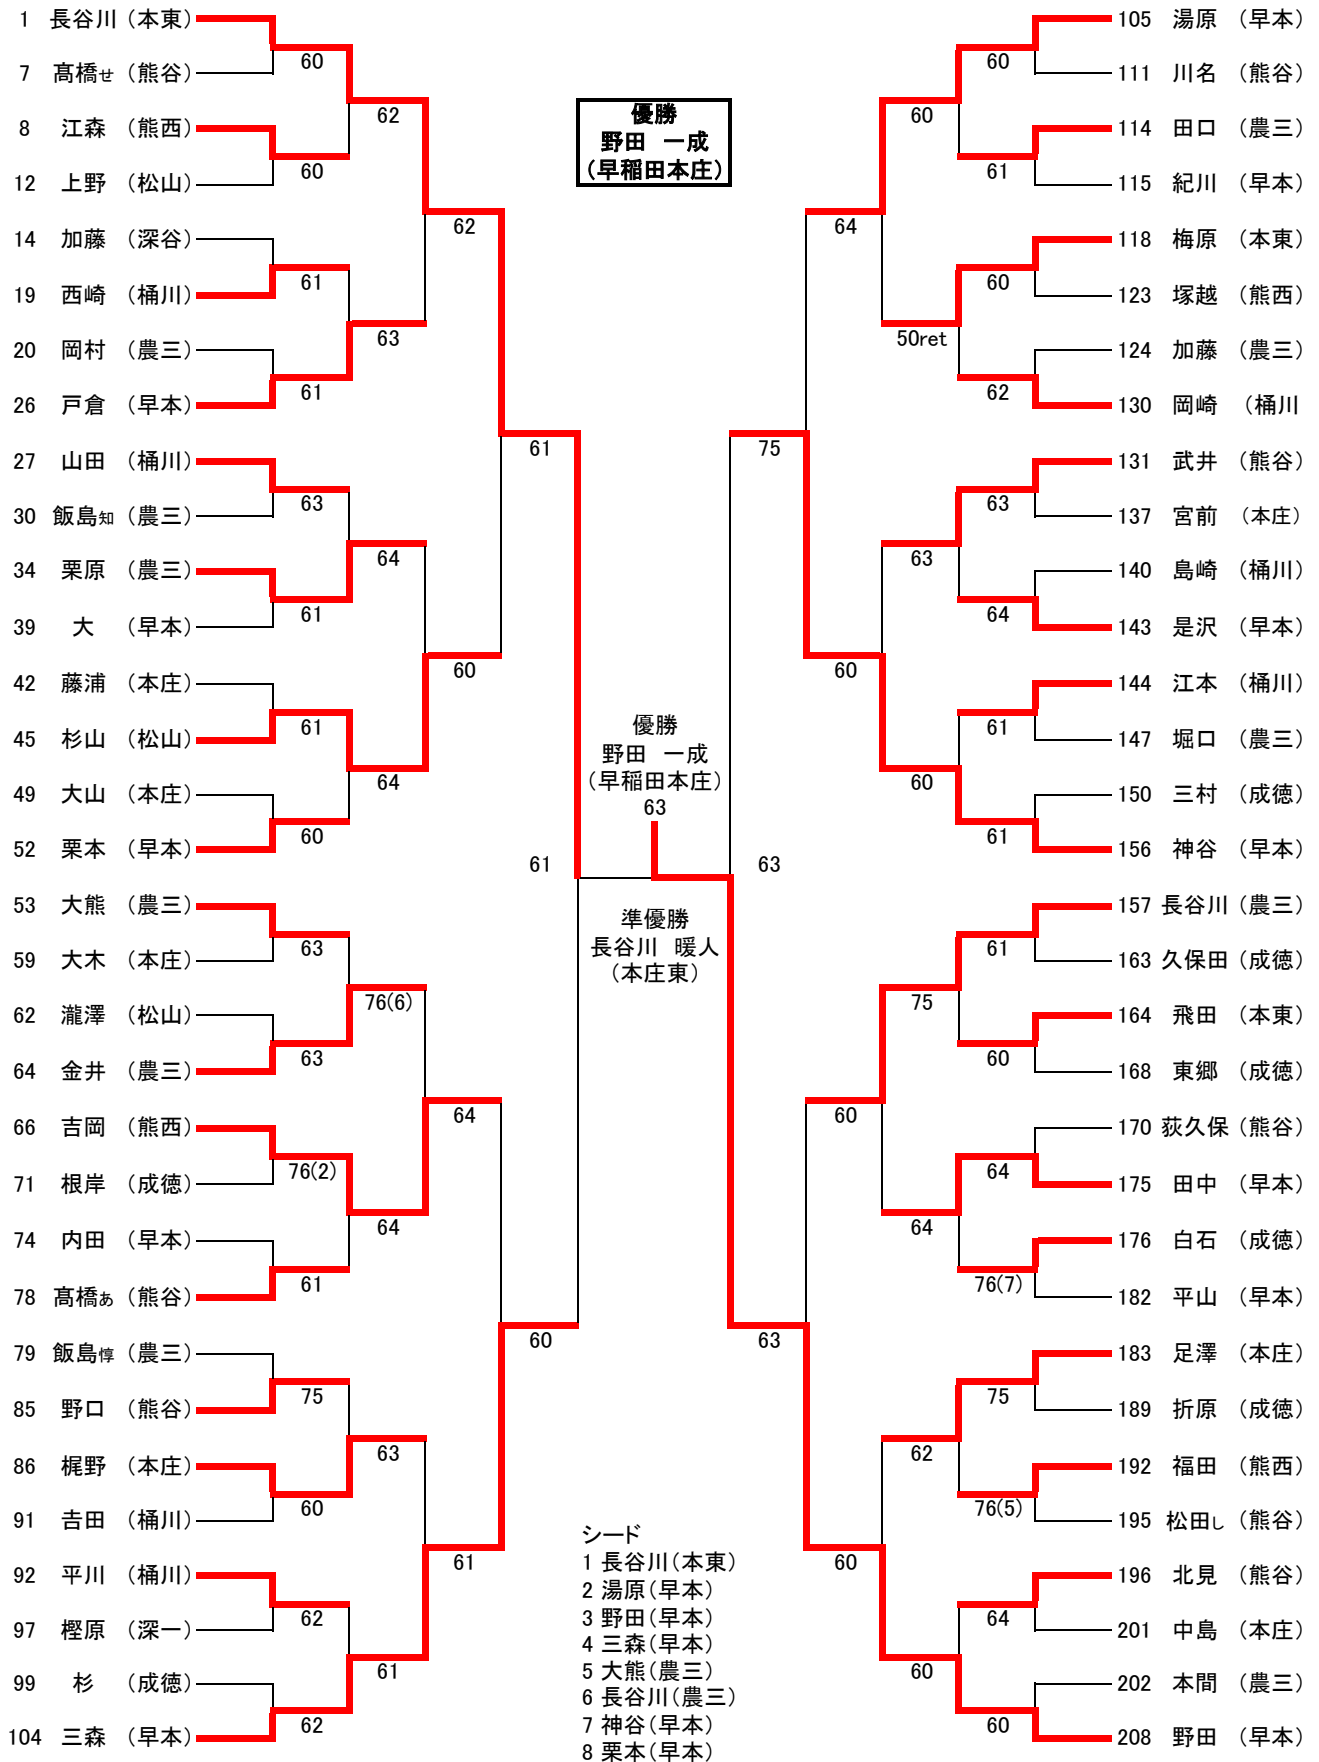 1 長谷川（本東）
7 髙橋せ（熊谷）
8 江森（熊西）
12 上野（松山）
14 加藤（深谷）
19 西崎（桶川）
20 岡村（農三）
26 戸倉（早本）
27 山田（桶川）
30 飯島知（農三）
34 栗原（農三）
39 大（早本）
42 藤浦（本庄）
45 杉山（松山）
49 大山（本庄）
52 栗本（早本）
53 大熊（農三）
59 大木（本庄）
62 瀧澤（松山）
64 金井（農三）
66 吉岡（熊西）
71 根岸（成徳）
74 内田（早本）
78 髙橋あ（熊谷）
79 飯島惇（農三）
85 野口（熊谷）
86 梶野（本庄）
91 吉田（桶川）
92 平川（桶川）
97 樫原（深一）
99 杉（成徳）
104 三森（早本）
60
60
61
61
63
61
61
60
63
63
76(2)
61
75
60
62
62
62
63
64
64
76(6)
64
63
61
62
60
64
61
61
60
61
優勝
野田 一成
（早稲田本庄）
優勝
野田 一成
（早稲田本庄）
63
準優勝
長谷川 暖人
（本庄東）
シード
1 長谷川（本東）
2 湯原（早本）
3 野田（早本）
4 三森（早本）
5 大熊（農三）
6 長谷川（農三）
7 神谷（早本）
8 栗本（早本）
63
75
63
64
60
60
60
60
50ret
63
60
75
64
62
60
60
61
60
62
63
64
61
61
61
60
64
76(7)
75
76(5)
64
60
105 湯原（早本）
111 川名（熊谷）
114 田口（農三）
115 紀川（早本）
118 梅原（本東）
123 塚越（熊西）
124 加藤（農三）
130 岡崎（桶川
131 武井（熊谷）
137 宮前（本庄）
140 島崎（桶川）
143 是沢（早本）
144 江本（桶川）
147 堀口（農三）
150 三村（成徳）
156 神谷（早本）
157 長谷川（農三）
163 久保田（成徳）
164 飛田（本東）
168 東郷（成徳）
170 荻久保（熊谷）
175 田中（早本）
176 白石（成徳）
182 平山（早本）
183 足澤（本庄）
189 折原（成徳）
192 福田（熊西）
195 松田し（熊谷）
196 北見（熊谷）
201 中島（本庄）
202 本間（農三）
208 野田（早本）